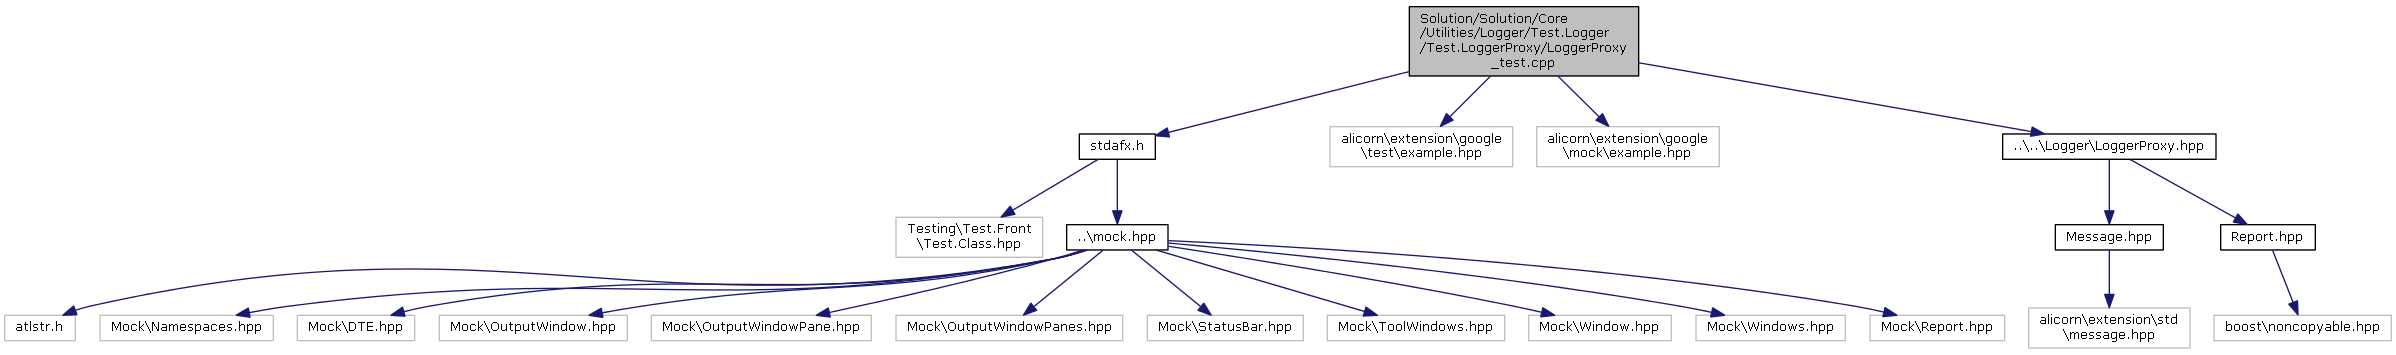 Solution/Solution/Core
/Utilities/Logger/Test.Logger
/Test.LoggerProxy/LoggerProxy
_test.cpp
stdafx.h
alicorn\extension\google
\test\example.hpp
alicorn\extension\google
\mock\example.hpp
..\..\Logger\LoggerProxy.hpp
Testing\Test.Front
\Test.Class.hpp
..\mock.hpp
Message.hpp
Report.hpp
atlstr.h
Mock\Namespaces.hpp
Mock\DTE.hpp
Mock\OutputWindow.hpp
Mock\OutputWindowPane.hpp
Mock\OutputWindowPanes.hpp
Mock\StatusBar.hpp
Mock\ToolWindows.hpp
Mock\Window.hpp
Mock\Windows.hpp
Mock\Report.hpp
alicorn\extension\std
\message.hpp
boost\noncopyable.hpp